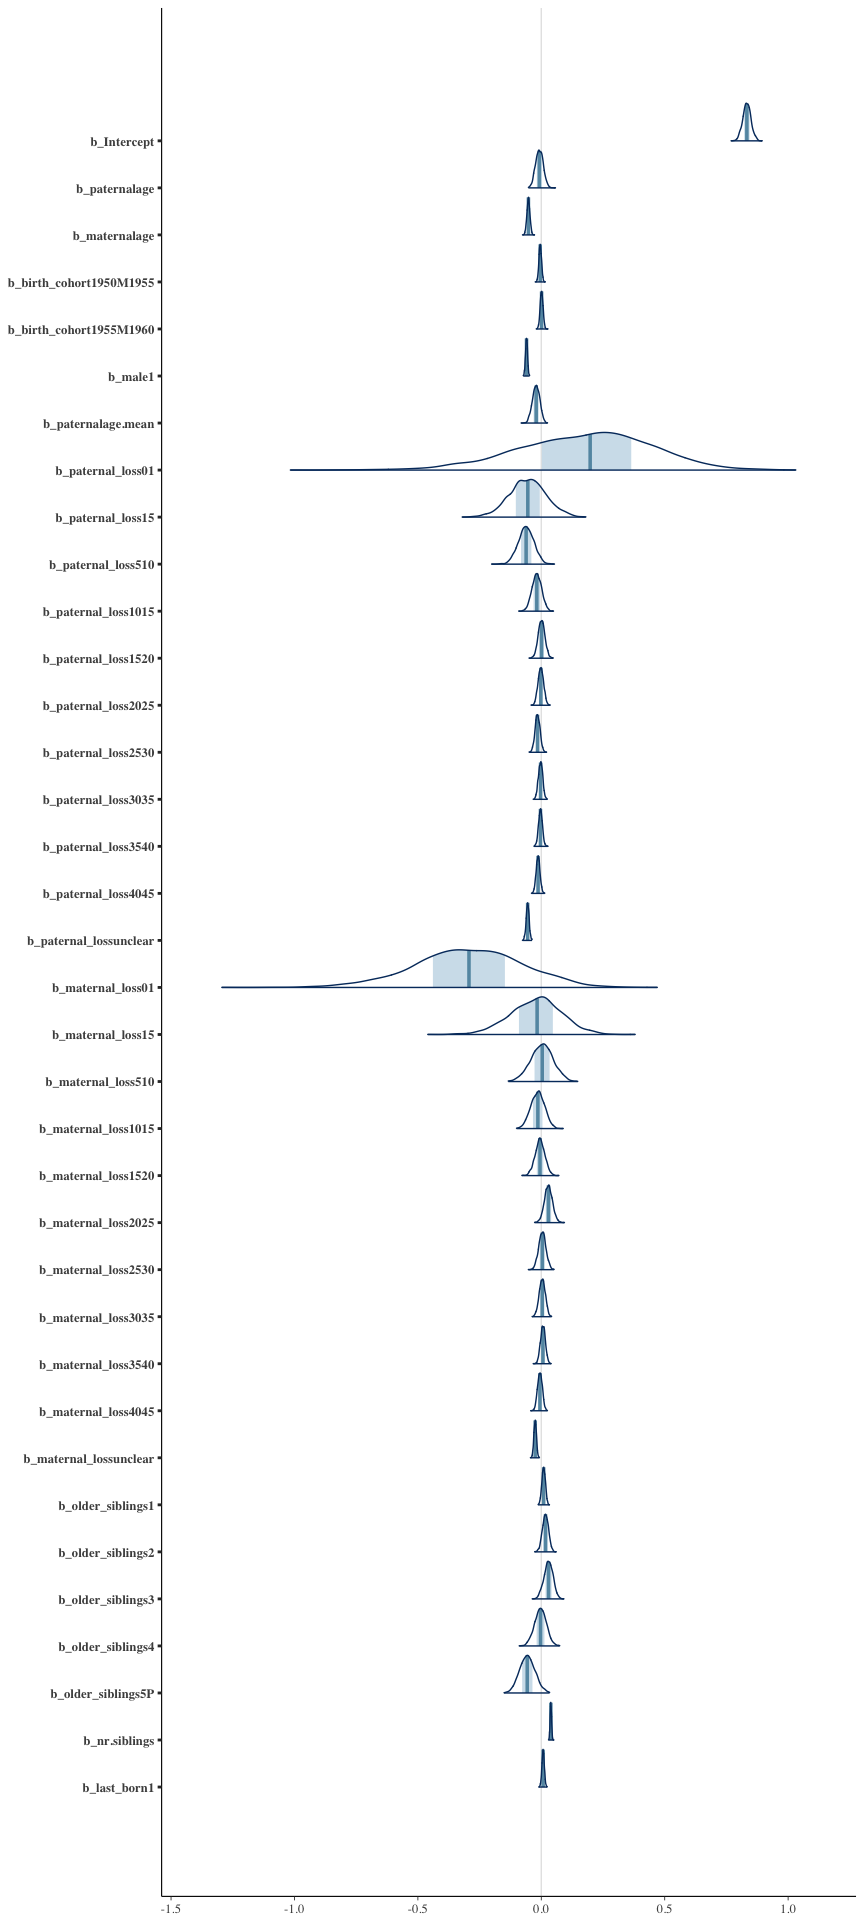 b_Intercept
b_paternalage
b_maternalage
b_birth_cohort1950M1955
b_birth_cohort1955M1960
b_male1
b_paternalage.mean
b_paternal_loss01
b_paternal_loss15
b_paternal_loss510
b_paternal_loss1015
b_paternal_loss1520
b_paternal_loss2025
b_paternal_loss2530
b_paternal_loss3035
b_paternal_loss3540
b_paternal_loss4045
b_paternal_lossunclear
b_maternal_loss01
b_maternal_loss15
b_maternal_loss510
b_maternal_loss1015
b_maternal_loss1520
b_maternal_loss2025
b_maternal_loss2530
b_maternal_loss3035
b_maternal_loss3540
b_maternal_loss4045
b_maternal_lossunclear
b_older_siblings1
b_older_siblings2
b_older_siblings3
b_older_siblings4
b_older_siblings5P
b_nr.siblings
b_last_born1
-1.5 -1.0 -0.5 0.0 0.5 1.0